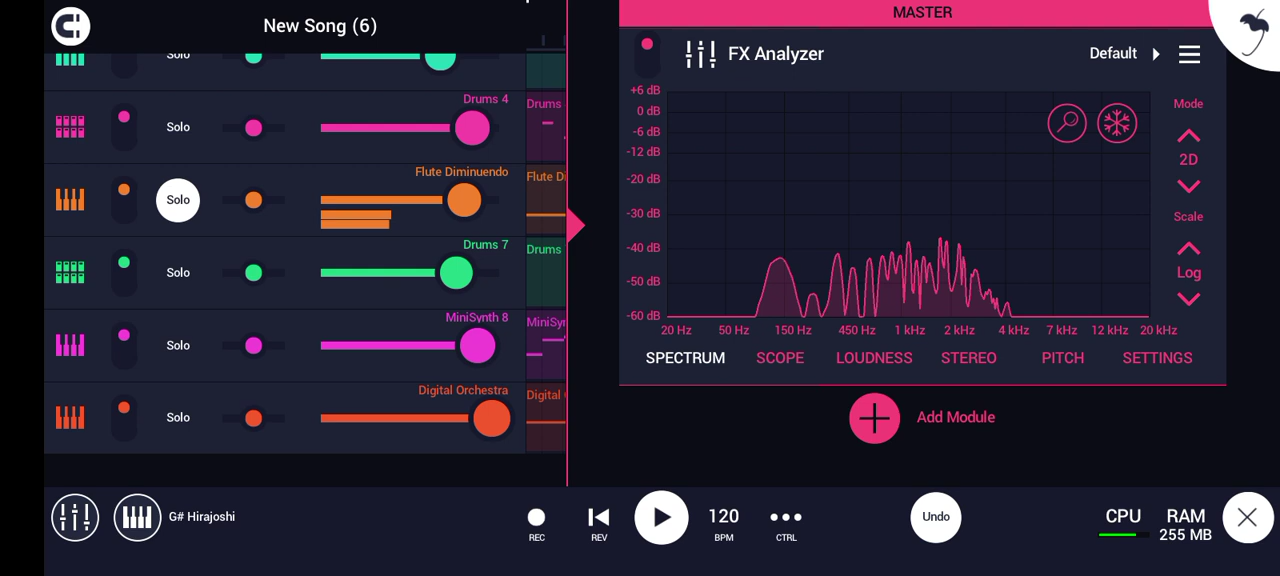 New Song (6)
Solo
Drums 4
Drums
Solo
Flute Diminuendo
Flute Di
Solo
Drums 7
Drums
Solo
MiniSynth 8
MiniSyn
Solo
Digital Orchestra
Digital
Solo
MASTER
FX Analyzer
Default
+6 dB
0 dB
-6 dB
-12 dB
-20 dB
-30 dB
-40 dB
-50 dB
-60 dB
20 Hz 50 Hz 150 Hz 450 Hz 1 kHz 2 kHz 4 kHz 7 kHz 12 kHz 20 kHz
Mode
2D
Scale
Log
SPECTRUM SCOPE LOUDNESS STEREO PITCH SETTINGS
Add Module
G# Hirajoshi
REC
REV
120
BPM
CTRL
Undo
CPU
RAM
255 MB